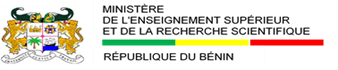 MINISTÈRE
DE L'ENSEIGNEMENT SUPÉRIEUR
ET DE LA RECHERCHE SCIENTIFIQUE
RÉPUBLIQUE DU BÉNIN